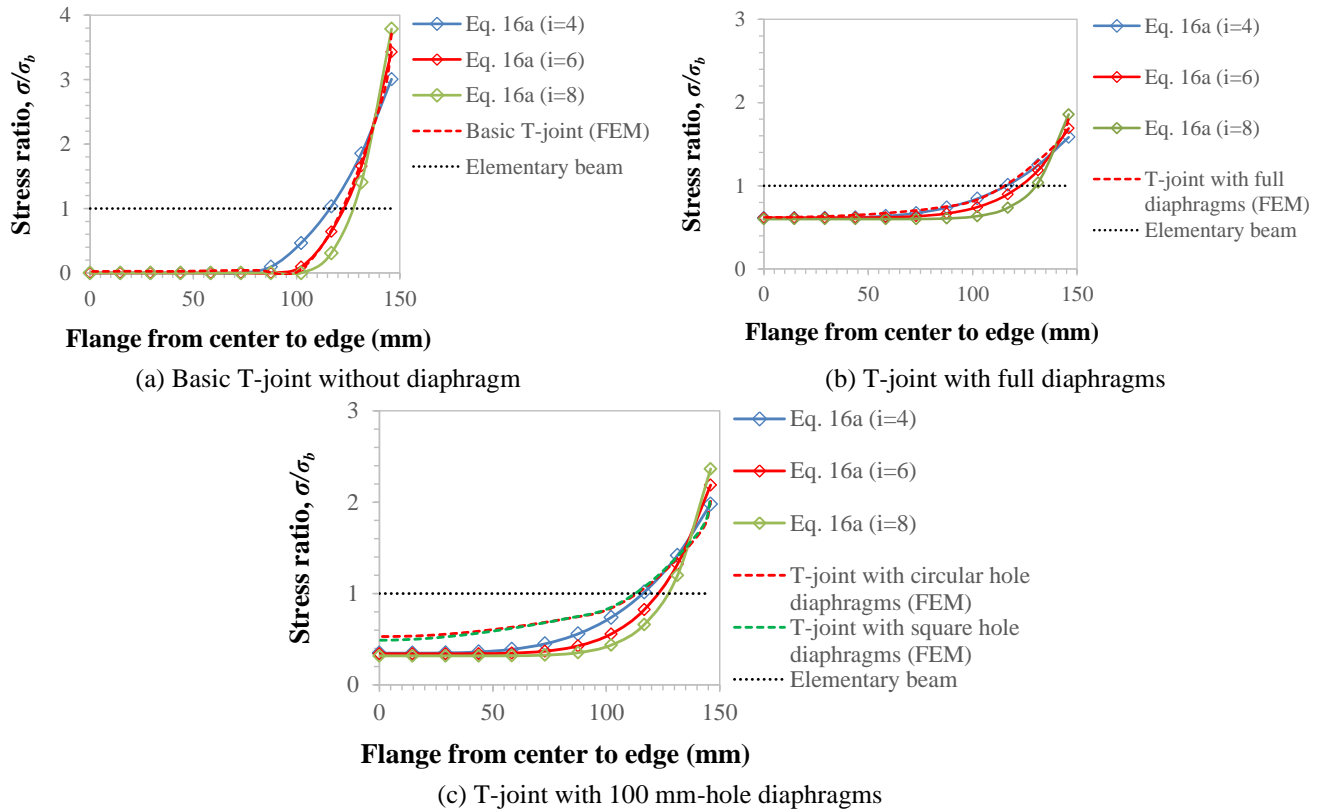 Stress ratio, σ/σb
4
3
2
1
0
0
50
100
150
Flange from center to edge (mm)
Eq. 16a (i=4)
Eq. 16a (i=6)
Eq. 16a (i=8)
Basic T-joint (FEM)
Elementary beam
(a) Basic T-joint without diaphragm
Stress ratio, σ/σb
3
2
1
0
0
50
100
150
Flange from center to edge (mm)
Eq. 16a (i=4)
Eq. 16a (i=6)
Eq. 16a (i=8)
T-joint with full
diaphragms (FEM)
Elementary beam
(b) T-joint with full diaphragms
Stress ratio, σ/σb
3
2
1
0
0
50
100
150
Flange from center to edge (mm)
Eq. 16a (i=4)
Eq. 16a (i=6)
Eq. 16a (i=8)
T-joint with circular hole
diaphragms (FEM)
T-joint with square hole
diaphragms (FEM)
Elementary beam
(c) T-joint with 100 mm-hole diaphragms